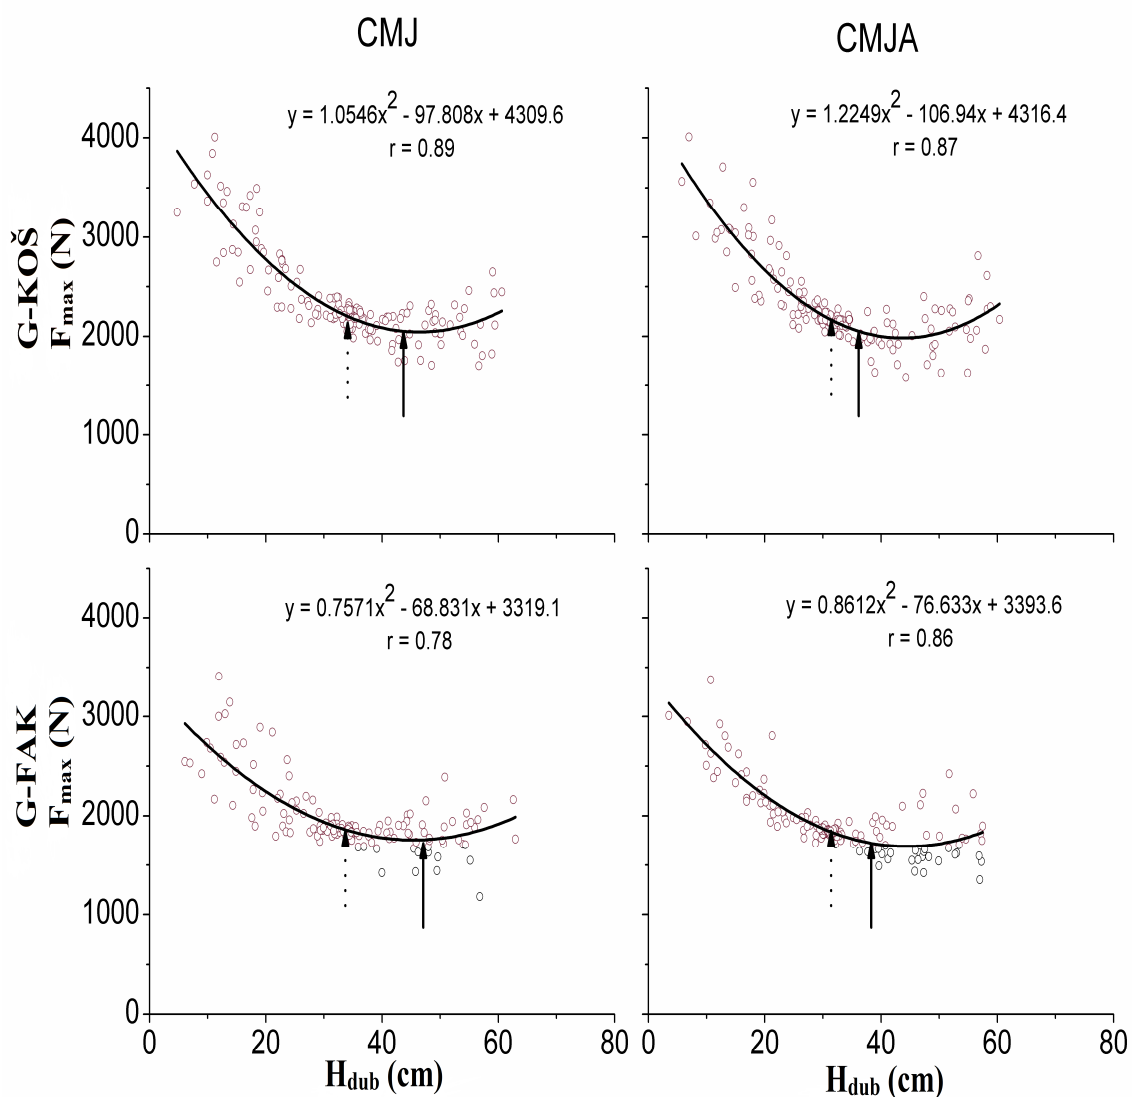 CMJ
CMJA
y = 1.0546x² - 97.808x + 4309.6
r = 0.89
y = 1.2249x² - 106.94x + 4316.4
r = 0.87
G-KOŠ
Fmax (N)
4000
3000
2000
1000
0
y = 0.7571x² - 68.831x + 3319.1
r = 0.78
y = 0.8612x² - 76.633x + 3393.6
r = 0.86
G-FAK
Fmax (N)
4000
3000
2000
1000
0
0 20 40 60 80
0 20 40 60 80
Hdub (cm)
Hdub (cm)